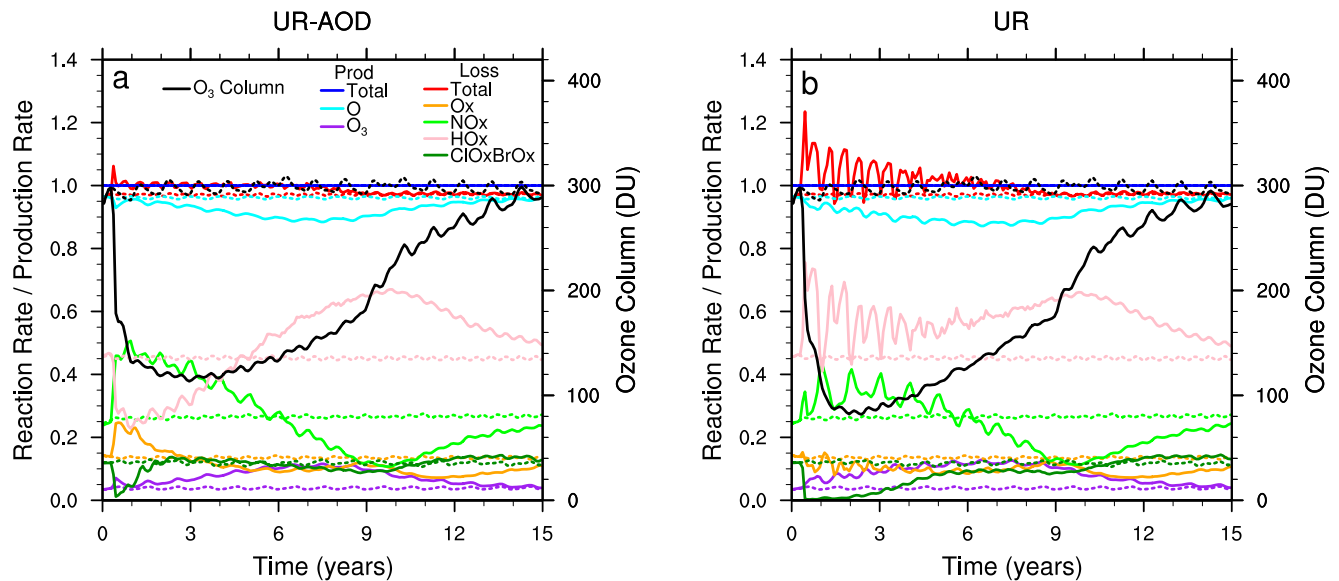 UR-AOD
a
O₃ Column
Prod
Total
O
O₃
Loss
Total
Ox
NOx
HOx
ClOxBrOx
Reaction Rate / Production Rate
1.4
1.2
1.0
0.8
0.6
0.4
0.2
0.0
400
300
200
100
0
Ozone Column (DU)
0 3 6 9 12 15
Time (years)
UR
b
Reaction Rate / Production Rate
1.4
1.2
1.0
0.8
0.6
0.4
0.2
0.0
400
300
200
100
0
Ozone Column (DU)
0 3 6 9 12 15
Time (years)